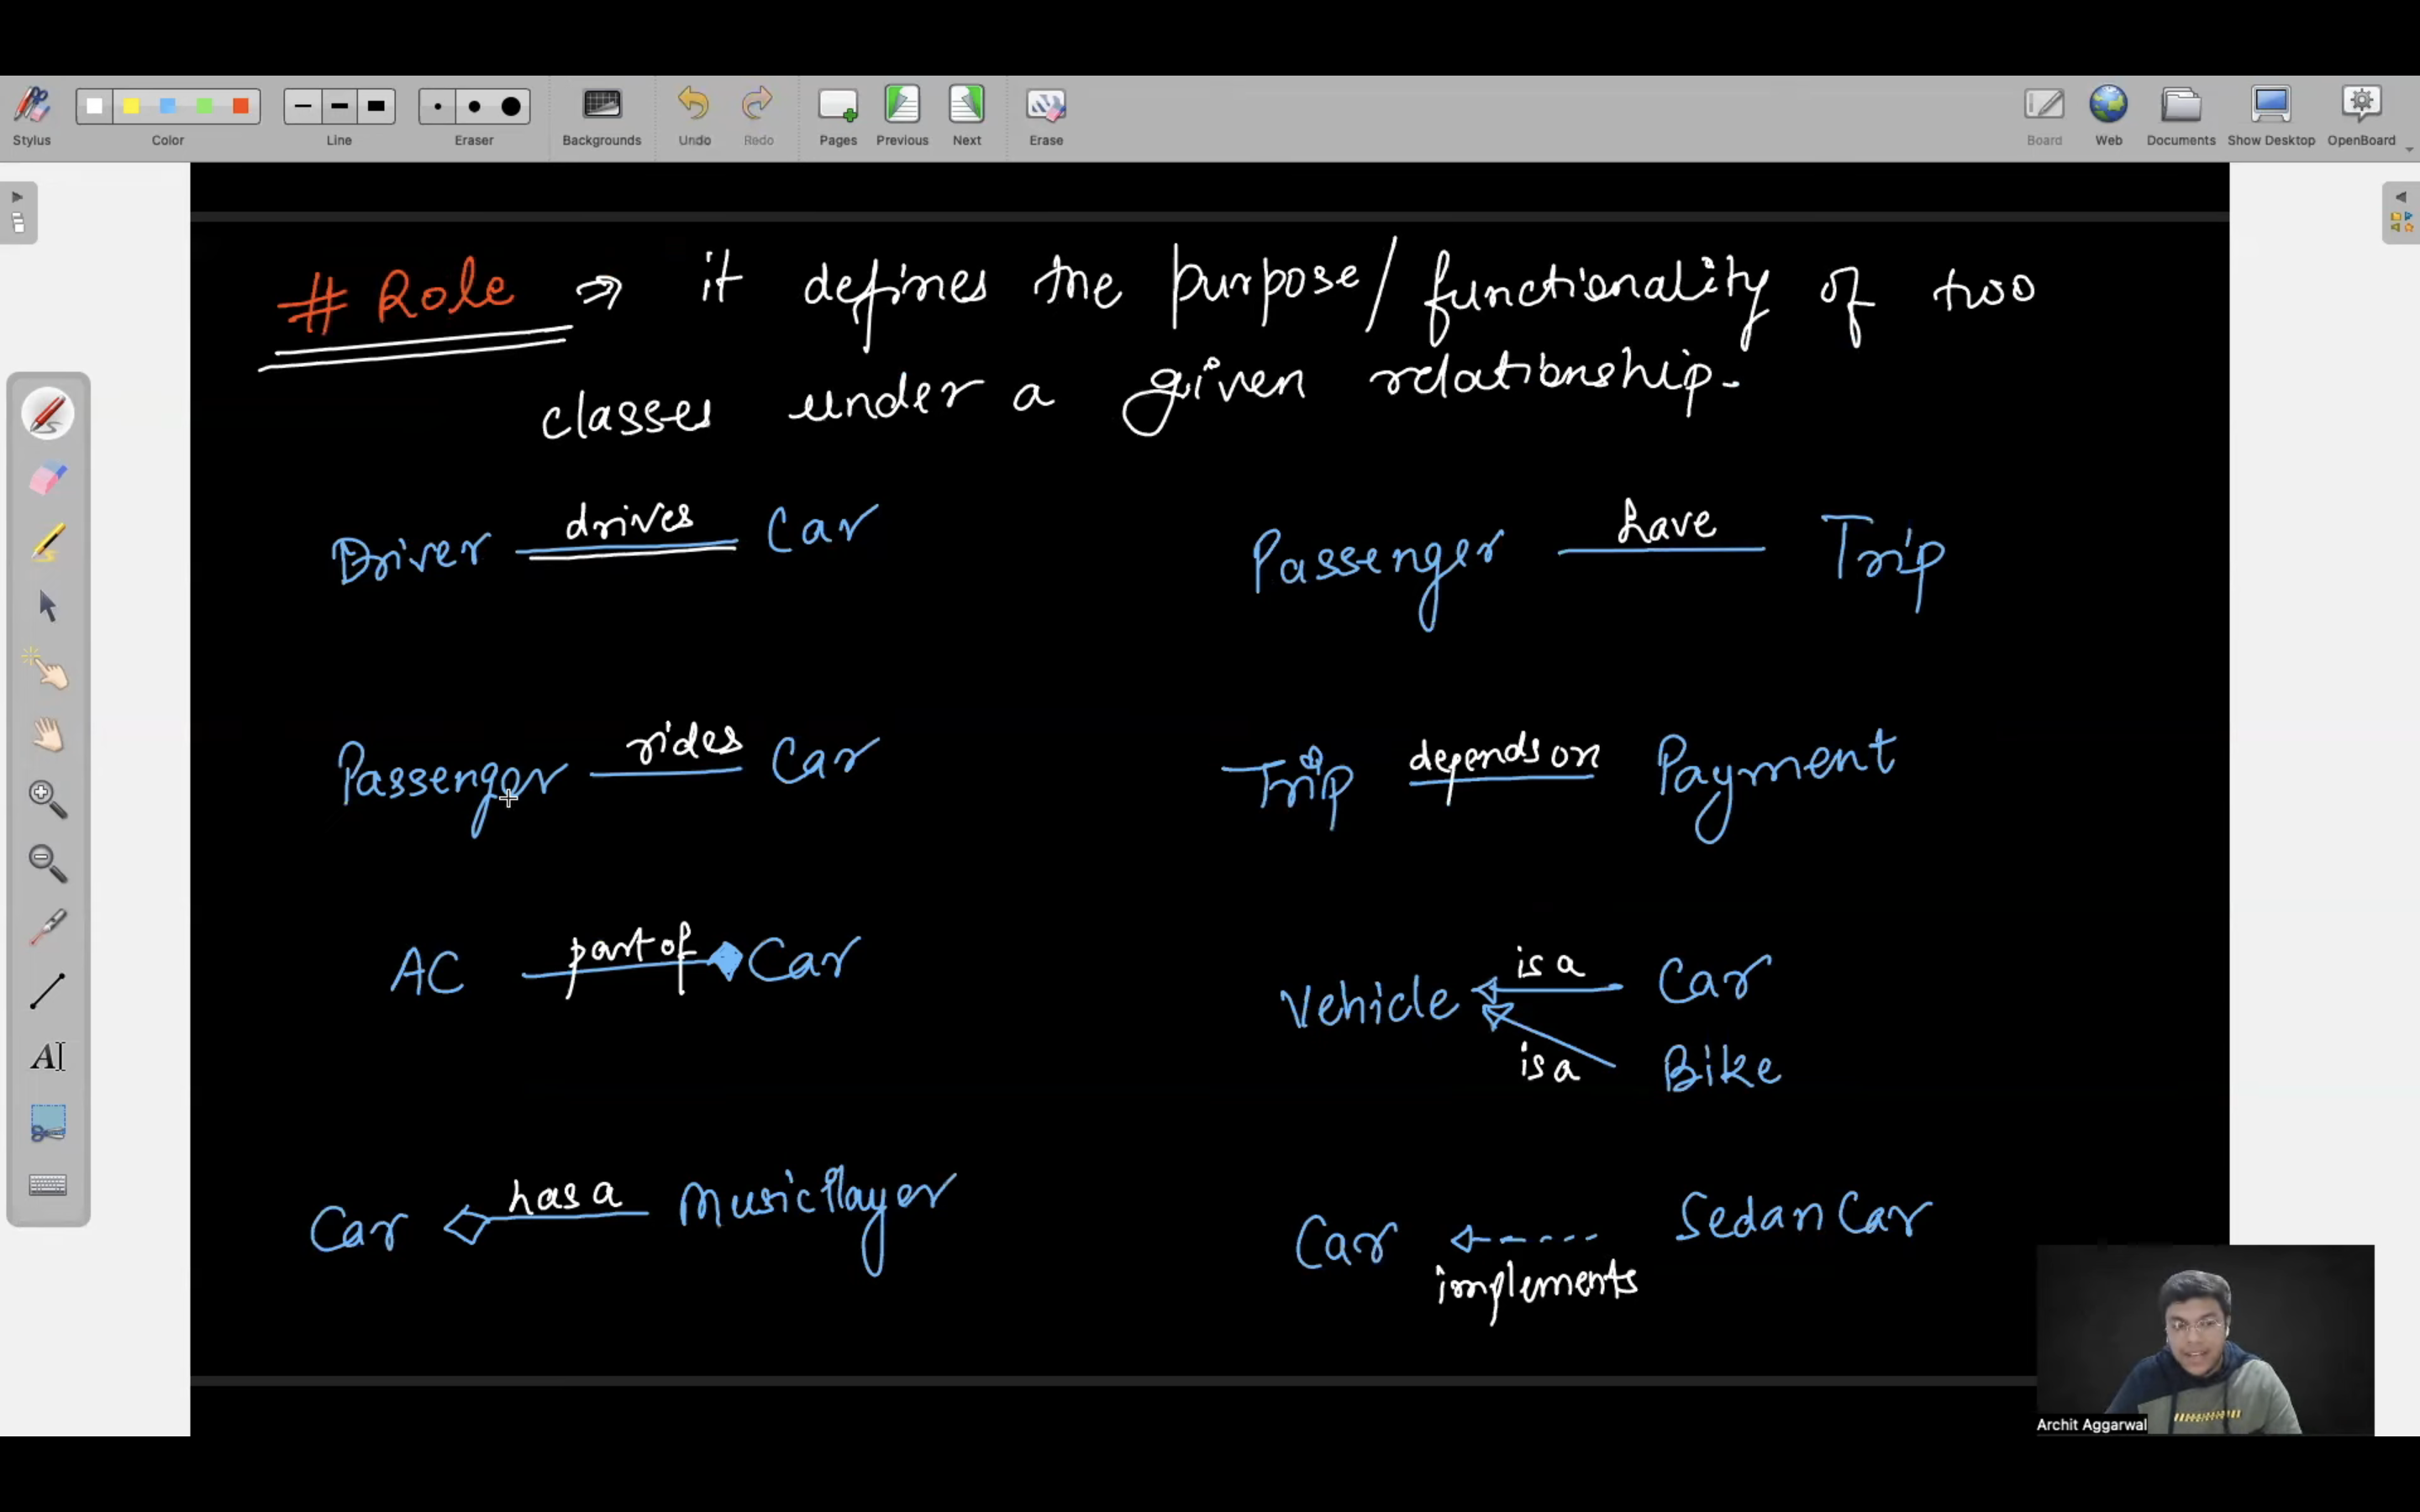 Stylus
Color
Line
Eraser
Backgrounds
Undo
Redo
Pages
Previous
Next
Erase
Board
Web
Documents
Show Desktop
OpenBoard
# Role => it defines the purpose/functionality of two
classes under a given relationship.
Driver drives Car
Passenger have Trip
Passenger rides Car
Trip depends on Payment
AC part of Car
Vehicle is a Car
is a Bike
Car has a MusicPlayer
Car implements Sedan Car
A
Archit Aggarwal